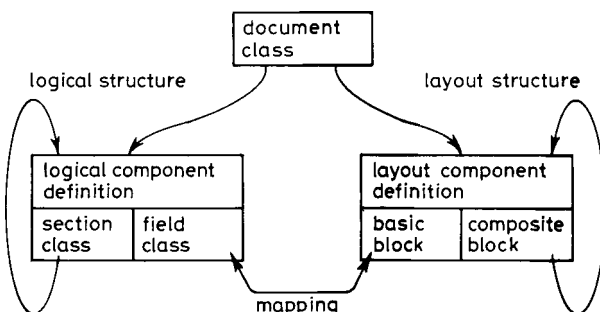 document
class
logical structure
layout structure
logical component
definition
section
class
field
class
layout component
definition
basic
block
composite
block
mapping